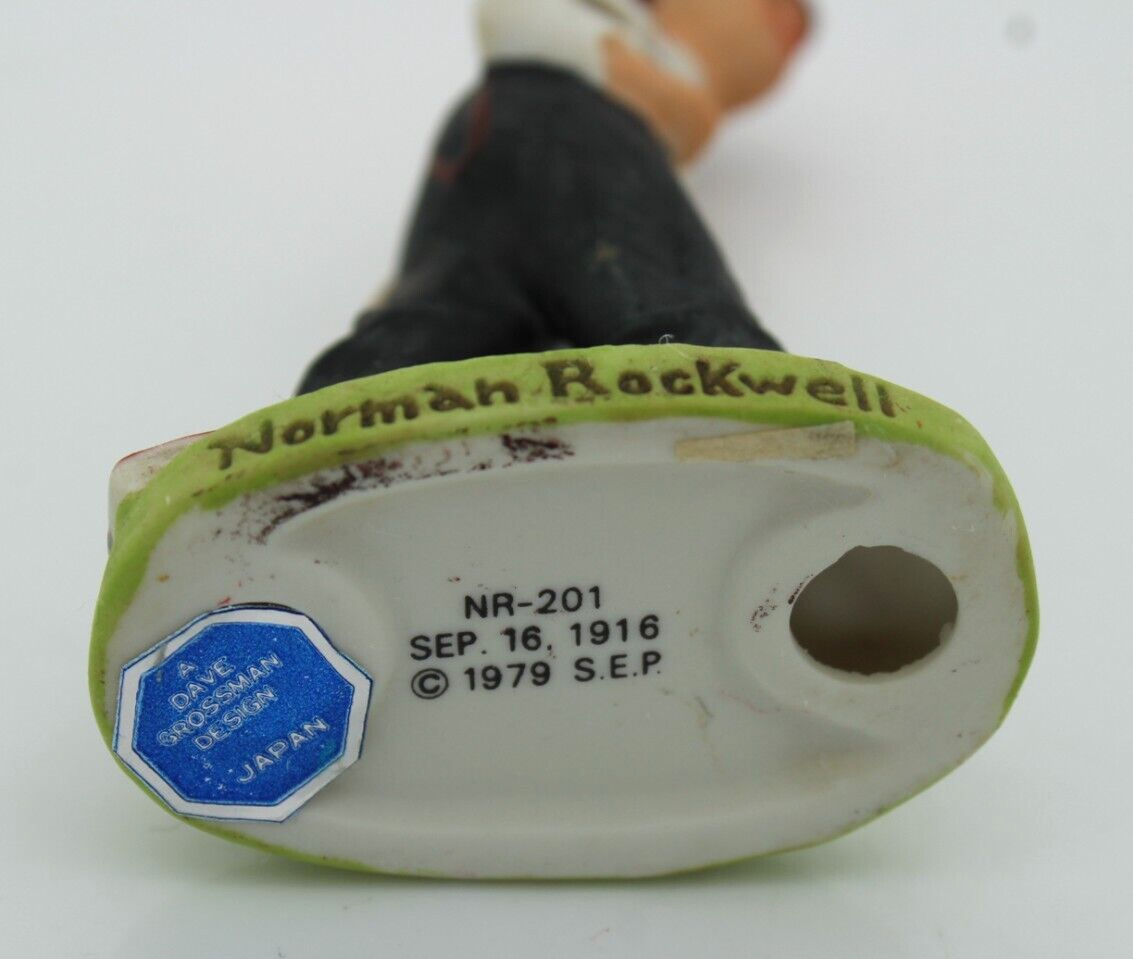 Norman Rockwell
NR-201
SEP. 16, 1916
© 1979 S.E.P.
A
DAVE
GROSSMAN
DESIGN
JAPAN